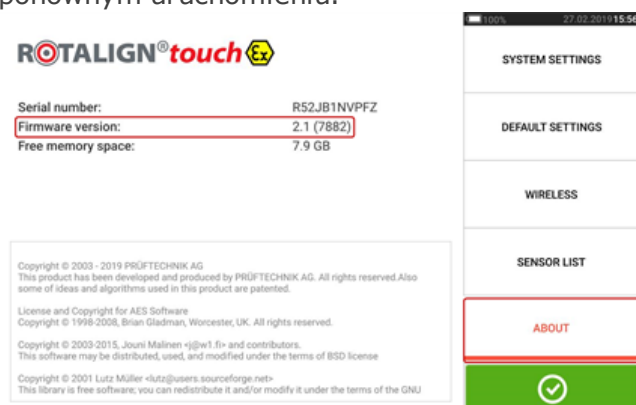 ponownym uruchomieniu.
ROTALIGN® touch Ex
Serial number: R52JB1NVPFZ
Firmware version: 2.1 (7882)
Free memory space: 7.9 GB
Copyright © 2003 - 2019 PRÜFTECHNIK AG
This product has been developed and produced by PRÜFTECHNIK AG. All rights reserved.Also
some of ideas and algorithms used in this product are patented.
License and Copyright for AES Software
Copyright © 1998-2008, Brian Gladman, Worcester, UK. All rights reserved.
Copyright © 2003-2015, Jouni Malinen <j@w1.fi> and contributors.
This software may be distributed, used, and modified under the terms of BSD license
Copyright © 2001 Lutz Müller <lutz@users.sourceforge.net>
This library is free software; you can redistribute it and/or modify it under the terms of the GNU
100% 27.02.2019 15:56
SYSTEM SETTINGS
DEFAULT SETTINGS
WIRELESS
SENSOR LIST
ABOUT